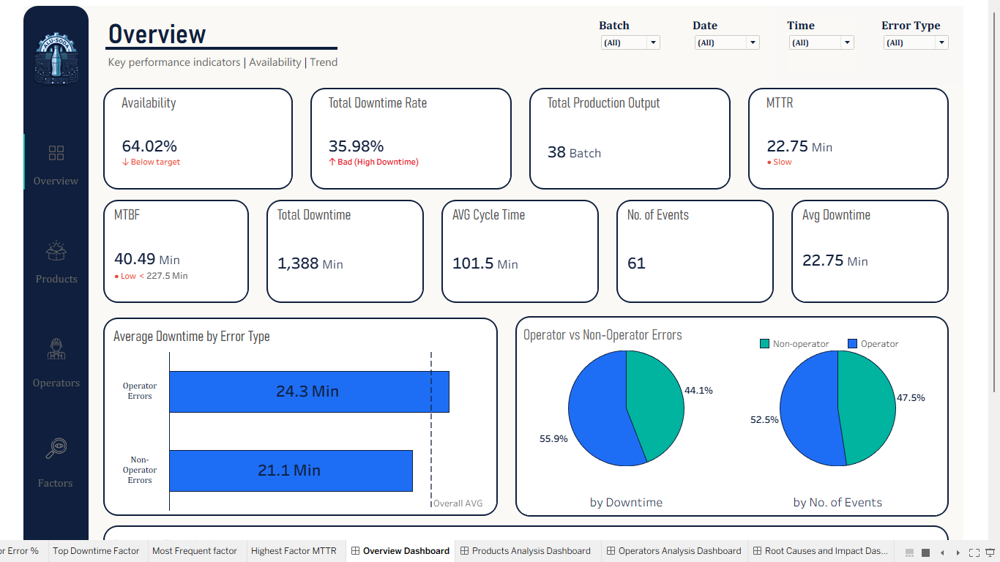 ALU-SODA
Overview
Key performance indicators | Availability | Trend
Batch
(All)
Date
(All)
Time
(All)
Error Type
(All)
Overview
Products
Operators
Factors
Availability
64.02%
↓ Below target
Total Downtime Rate
35.98%
↑ Bad (High Downtime)
Total Production Output
38 Batch
MTTR
22.75 Min
● Slow
MTBF
40.49 Min
● Low < 227.5 Min
Total Downtime
1,388 Min
AVG Cycle Time
101.5 Min
No. of Events
61
Avg Downtime
22.75 Min
Average Downtime by Error Type
Operator
Errors
24.3 Min
Non-
Operator
Errors
21.1 Min
Overall AVG
Operator vs Non-Operator Errors
Non-operator
Operator
44.1%
55.9%
by Downtime
47.5%
52.5%
by No. of Events
or Error %
Top Downtime Factor
Most Frequent factor
Highest Factor MTTR
Overview Dashboard
Products Analysis Dashboard
Operators Analysis Dashboard
Root Causes and Impact Das...